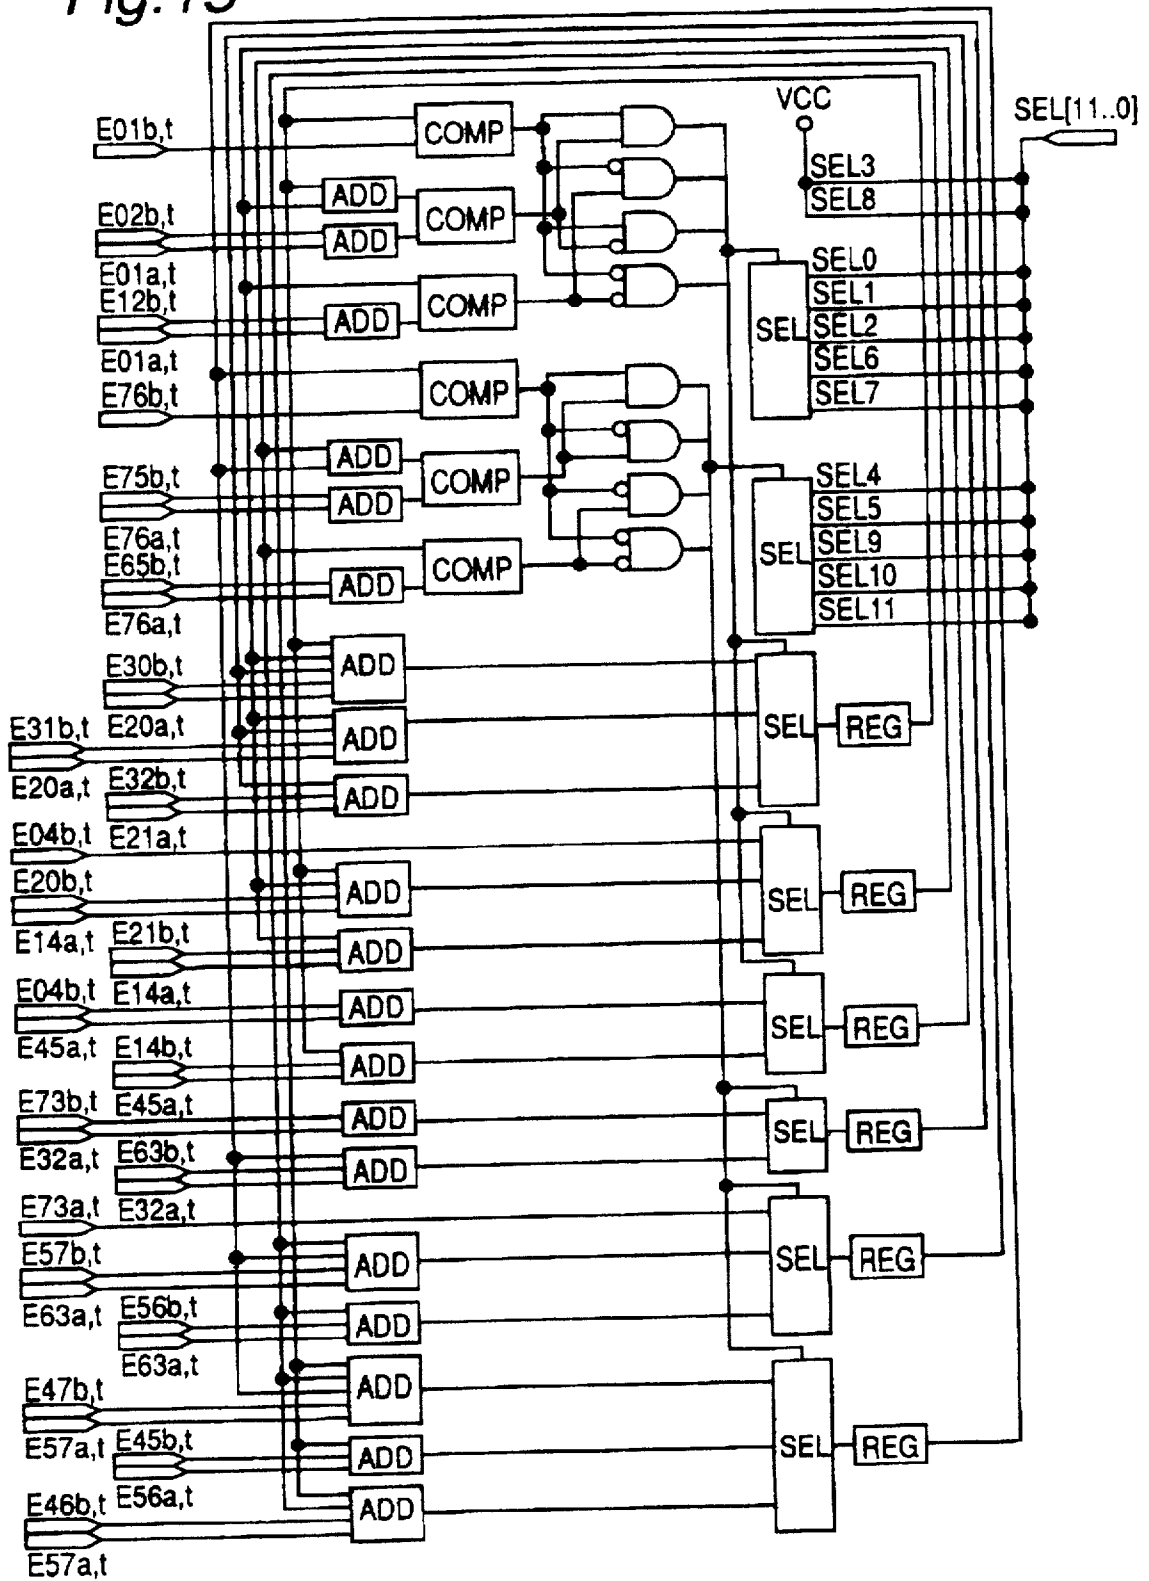 Fig. 15
VCC
SEL[11..0]
E01b,t
COMP
SEL3
SEL8
ADD
E02b,t
COMP
ADD
E01a,t
E12b,t
COMP
ADD
E01a,t
SEL0
SEL1
SEL
SEL2
SEL6
SEL7
E76b,t
COMP
ADD
E75b,t
COMP
ADD
E76a,t
E65b,t
COMP
ADD
E76a,t
SEL4
SEL5
SEL
SEL9
SEL10
SEL11
E30b,t
ADD
E31b,t
E20a,t
ADD
SEL
REG
E20a,t
E32b,t
ADD
E04b,t
E21a,t
E20b,t
ADD
SEL
REG
E14a,t
E21b,t
ADD
E04b,t
E14a,t
ADD
SEL
REG
E45a,t
E14b,t
ADD
E73b,t
E45a,t
ADD
SEL
REG
E32a,t
E63b,t
ADD
E73a,t
E32a,t
E57b,t
ADD
SEL
REG
E63a,t
E56b,t
ADD
E63a,t
E47b,t
ADD
E57a,t
E45b,t
ADD
SEL
REG
E46b,t
E56a,t
ADD
E57a,t